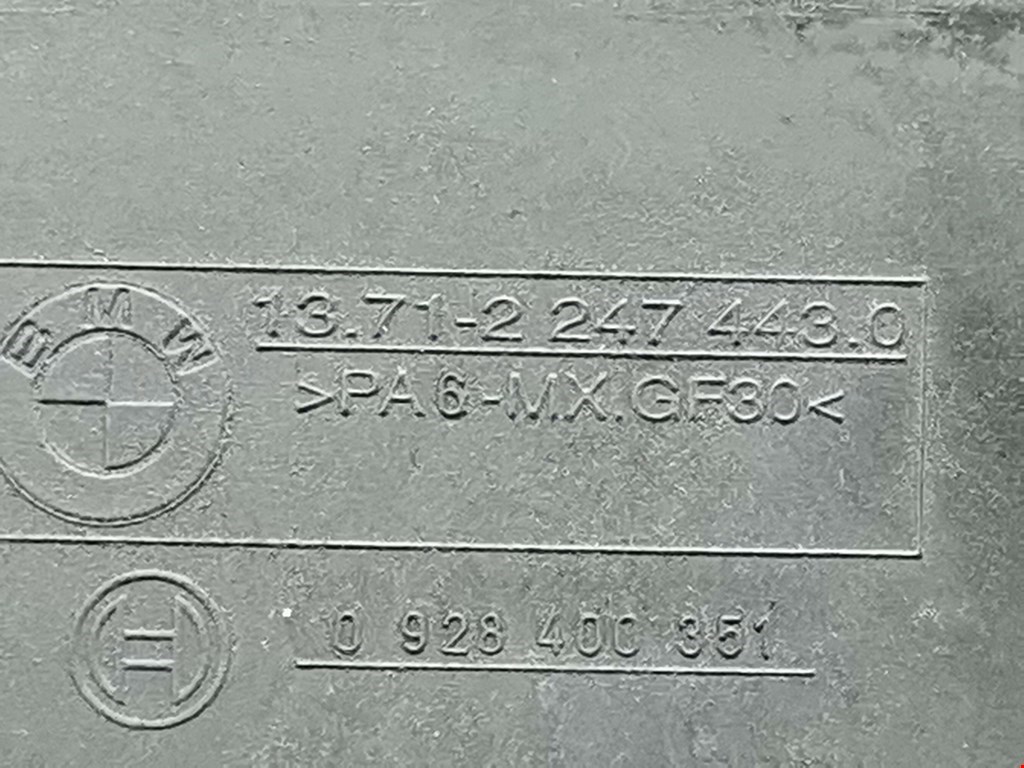 BMW
13.71-2 247 443.0
>PA6-MX.GF30<
0 928 400 351